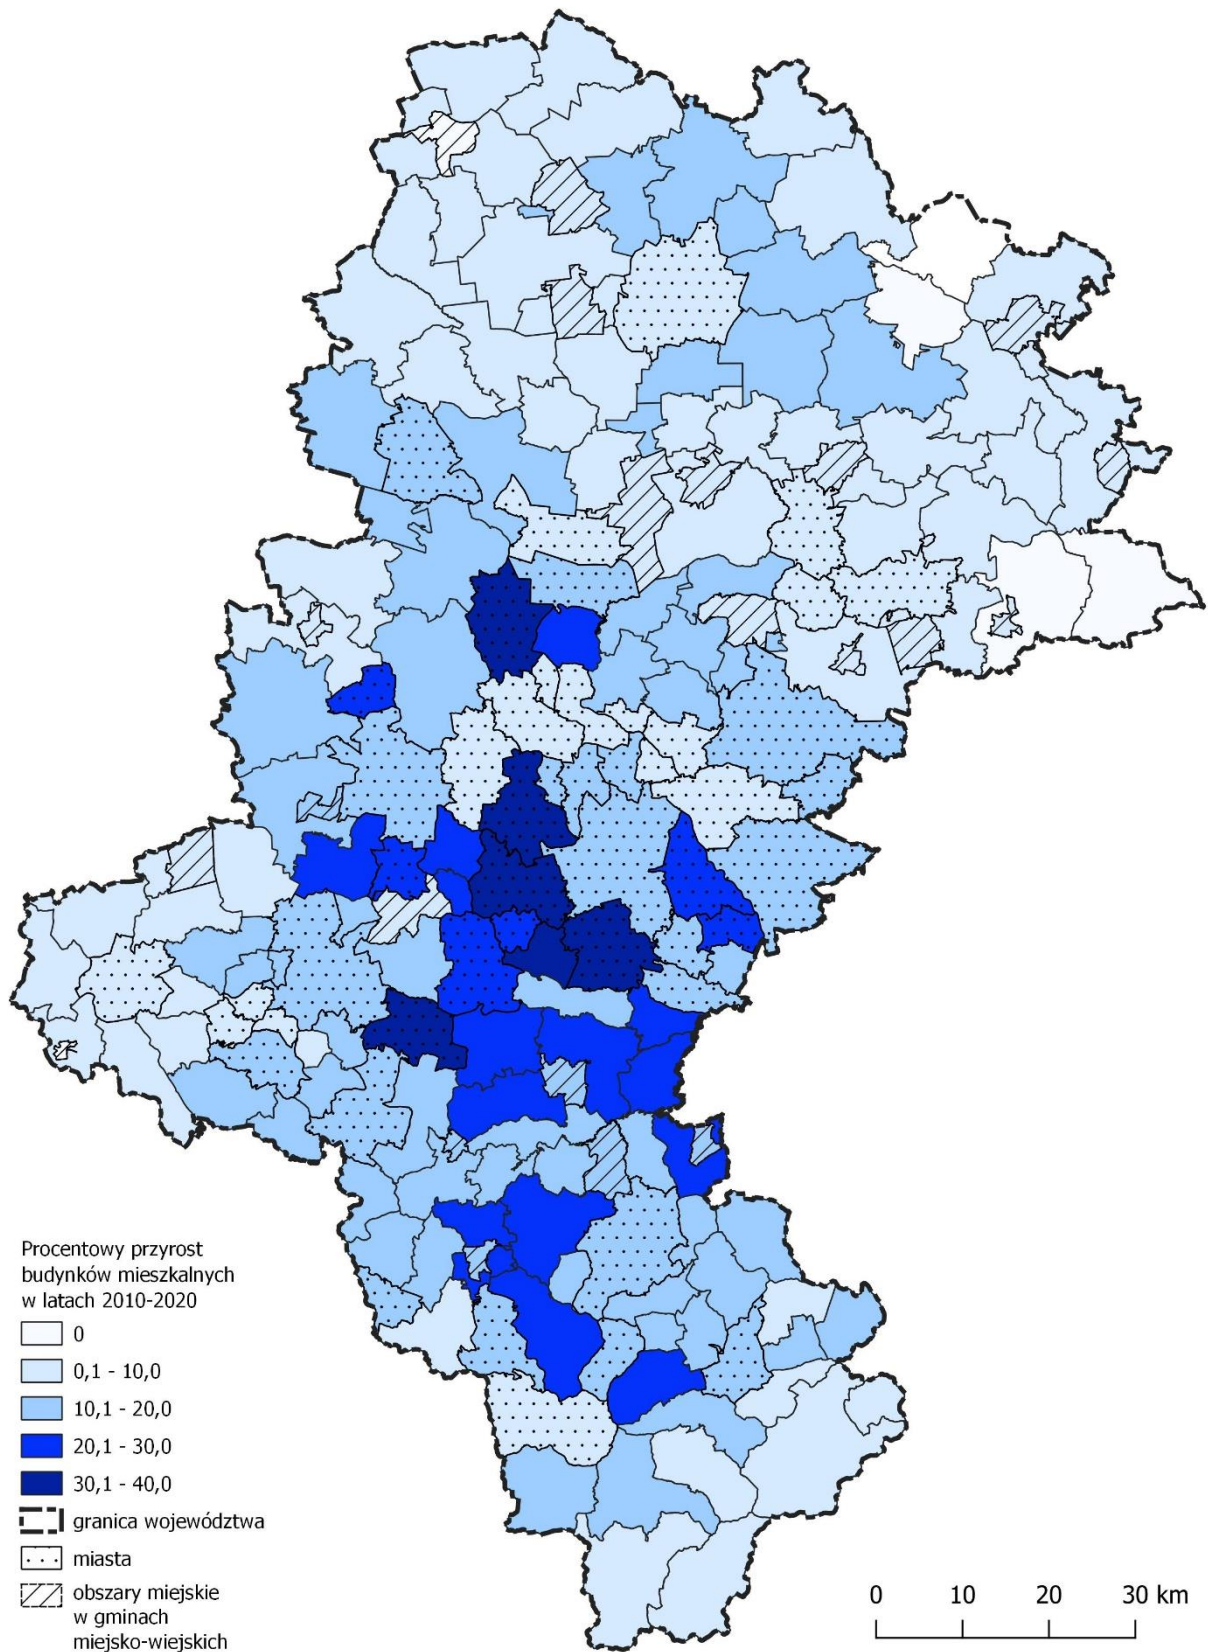 Procentowy przyrost
budynków mieszkalnych
w latach 2010-2020
0
0,1 - 10,0
10,1 - 20,0
20,1 - 30,0
30,1 - 40,0
granica województwa
miasta
obszary miejskie
w gminach
miejsko-wiejskich
0 10 20 30 km